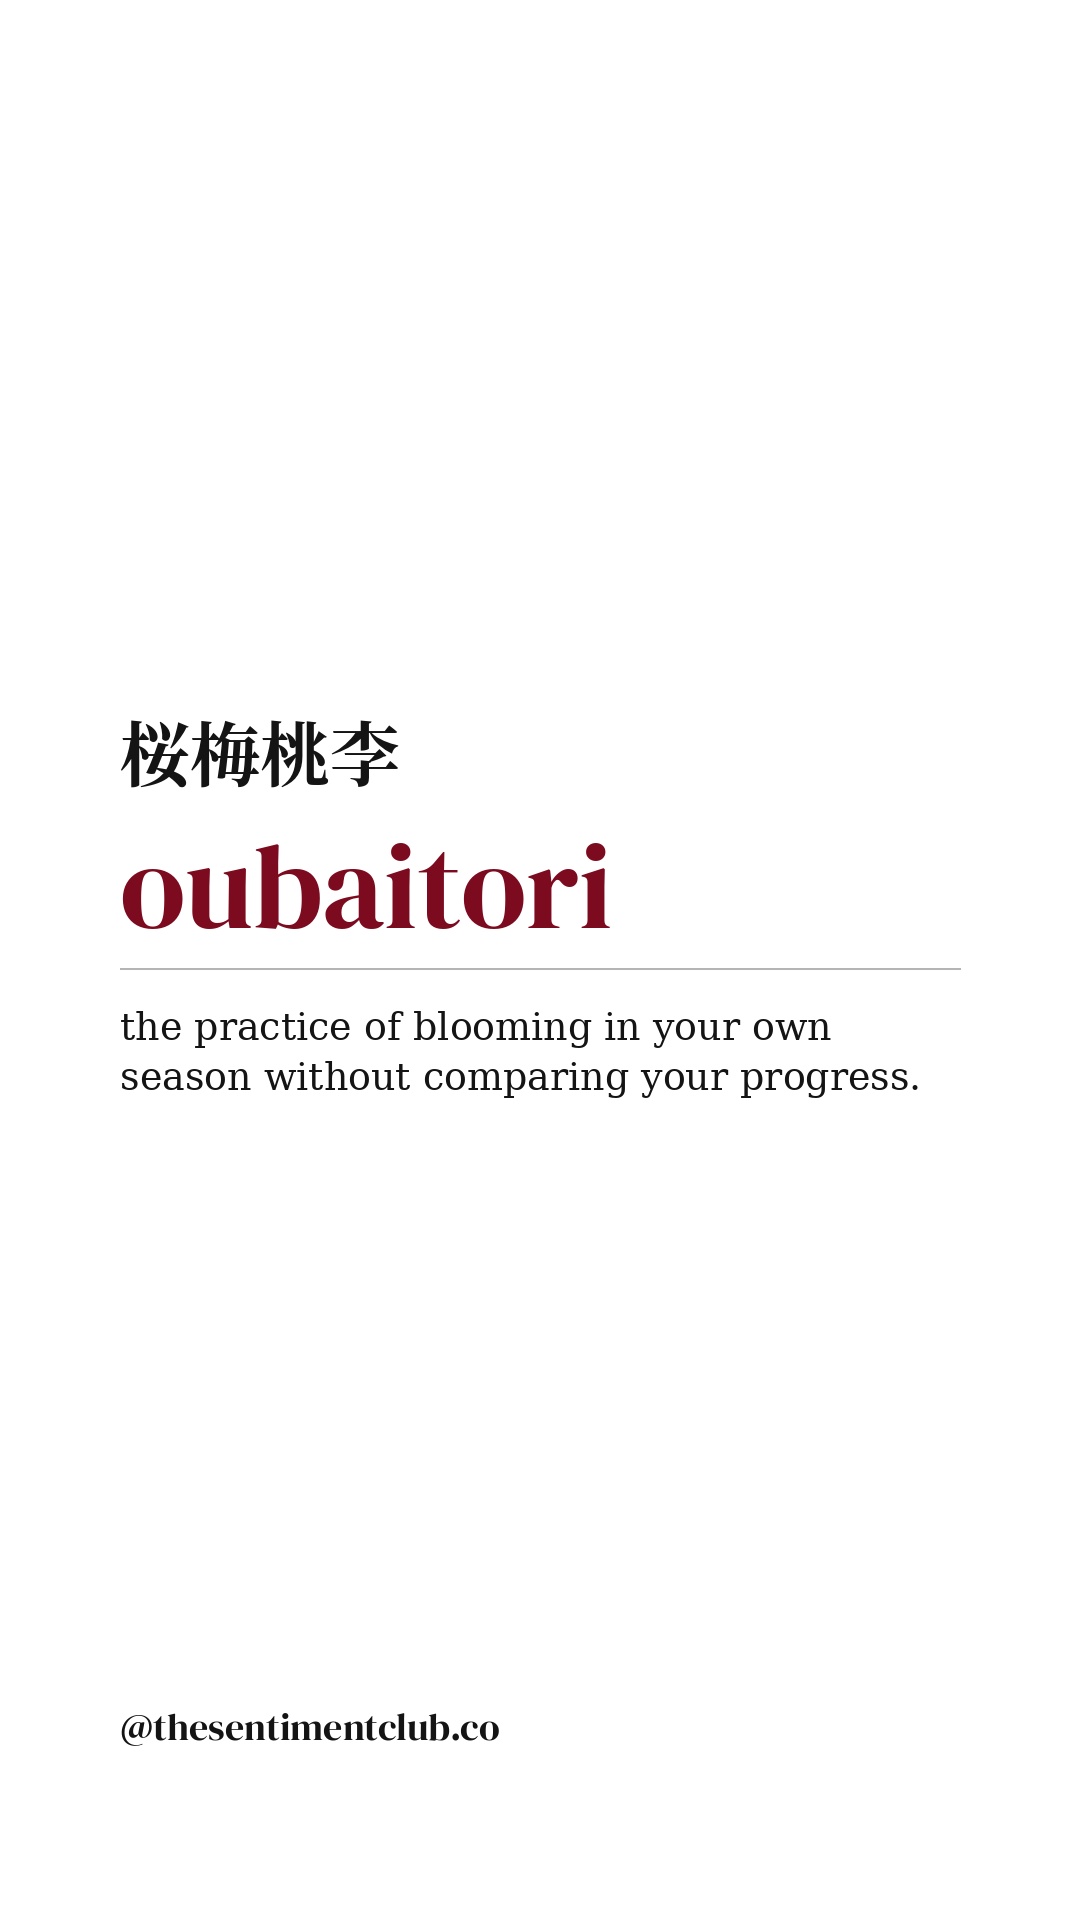 桜梅桃李
oubaitori
the practice of blooming in your own
season without comparing your progress.
@thesentimentclub.co